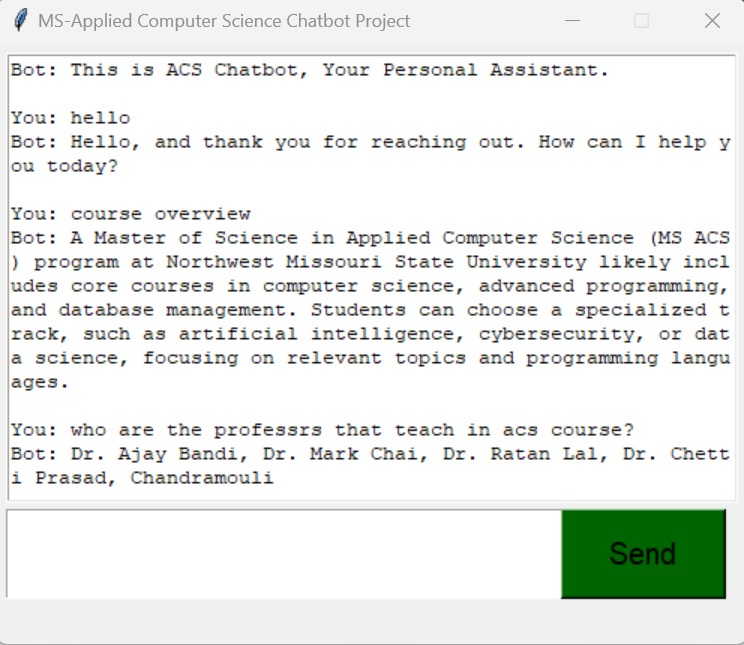 MS-Applied Computer Science Chatbot Project
Bot: This is ACS Chatbot, Your Personal Assistant.
You: hello
Bot: Hello, and thank you for reaching out. How can I help y
ou today?
You: course overview
Bot: A Master of Science in Applied Computer Science (MS ACS
) program at Northwest Missouri State University likely incl
udes core courses in computer science, advanced programming,
and database management. Students can choose a specialized t
rack, such as artificial intelligence, cybersecurity, or dat
a science, focusing on relevant topics and programming langu
ages.
You: who are the professrs that teach in acs course?
Bot: Dr. Ajay Bandi, Dr. Mark Chai, Dr. Ratan Lal, Dr. Chett
i Prasad, Chandramouli
Send